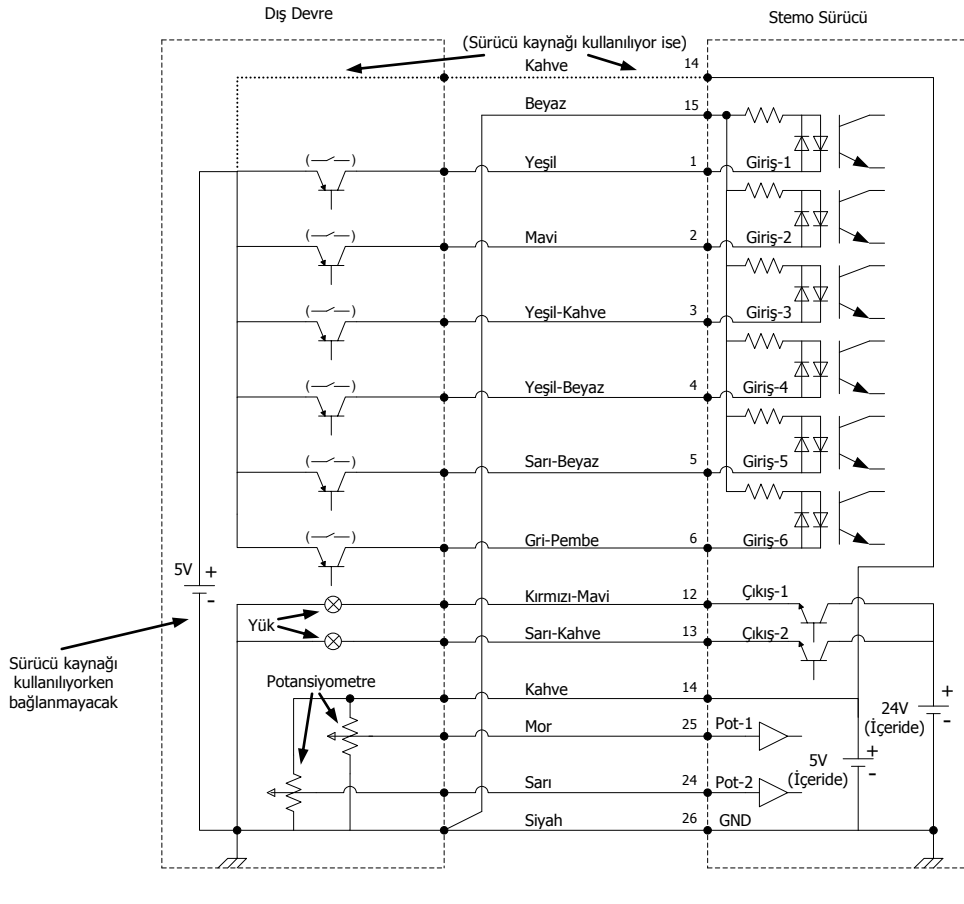 Dış Devre
Stemo Sürücü
(Sürücü kaynağı kullanılıyor ise)
Kahve 14
Beyaz 15
( )
Yeşil 1 Giriş-1
( )
Mavi 2 Giriş-2
( )
Yeşil-Kahve 3 Giriş-3
( )
Yeşil-Beyaz 4 Giriş-4
( )
Sarı-Beyaz 5 Giriş-5
( )
Gri-Pembe 6 Giriş-6
5V +
-
Kırmızı-Mavi 12 Çıkış-1
Yük
Sarı-Kahve 13 Çıkış-2
Sürücü kaynağı
kullanılıyorken
bağlanmayacak
Potansiyometre
Kahve 14
+
24V
(İçeride) -
Mor 25 Pot-1
5V +
(İçeride) -
Sarı 24 Pot-2
Siyah 26 GND